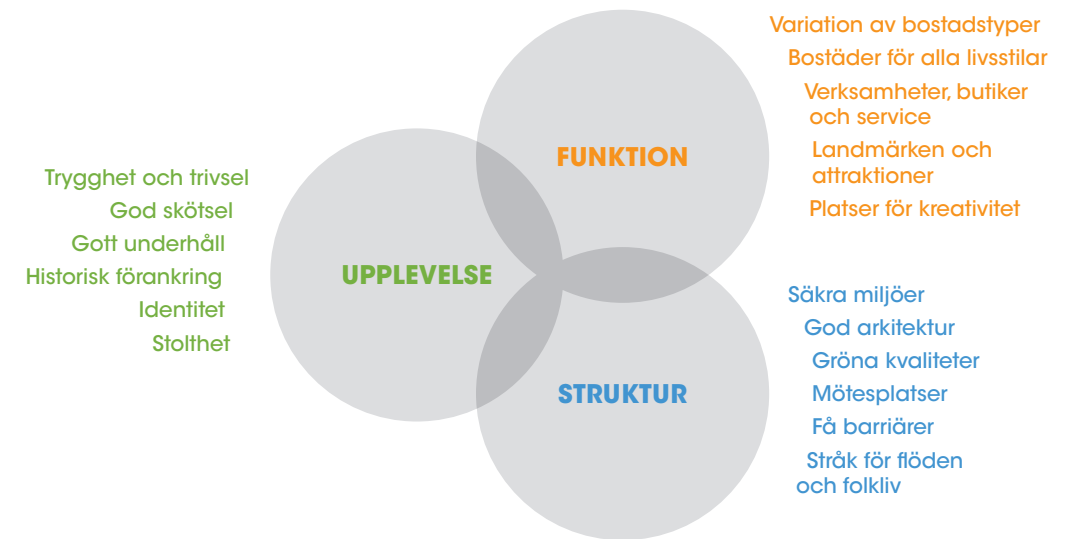 UPPLEVELSE
Trygghet och trivsel
God skötsel
Gott underhåll
Historisk förankring
Identitet
Stolthet
FUNKTION
Variation av bostadstyper
Bostäder för alla livsstilar
Verksamheter, butiker
och service
Landmärken och
attraktioner
Platser för kreativitet
STRUKTUR
Säkra miljöer
God arkitektur
Gröna kvaliteter
Mötesplatser
Få barriärer
Stråk för flöden
och folkliv